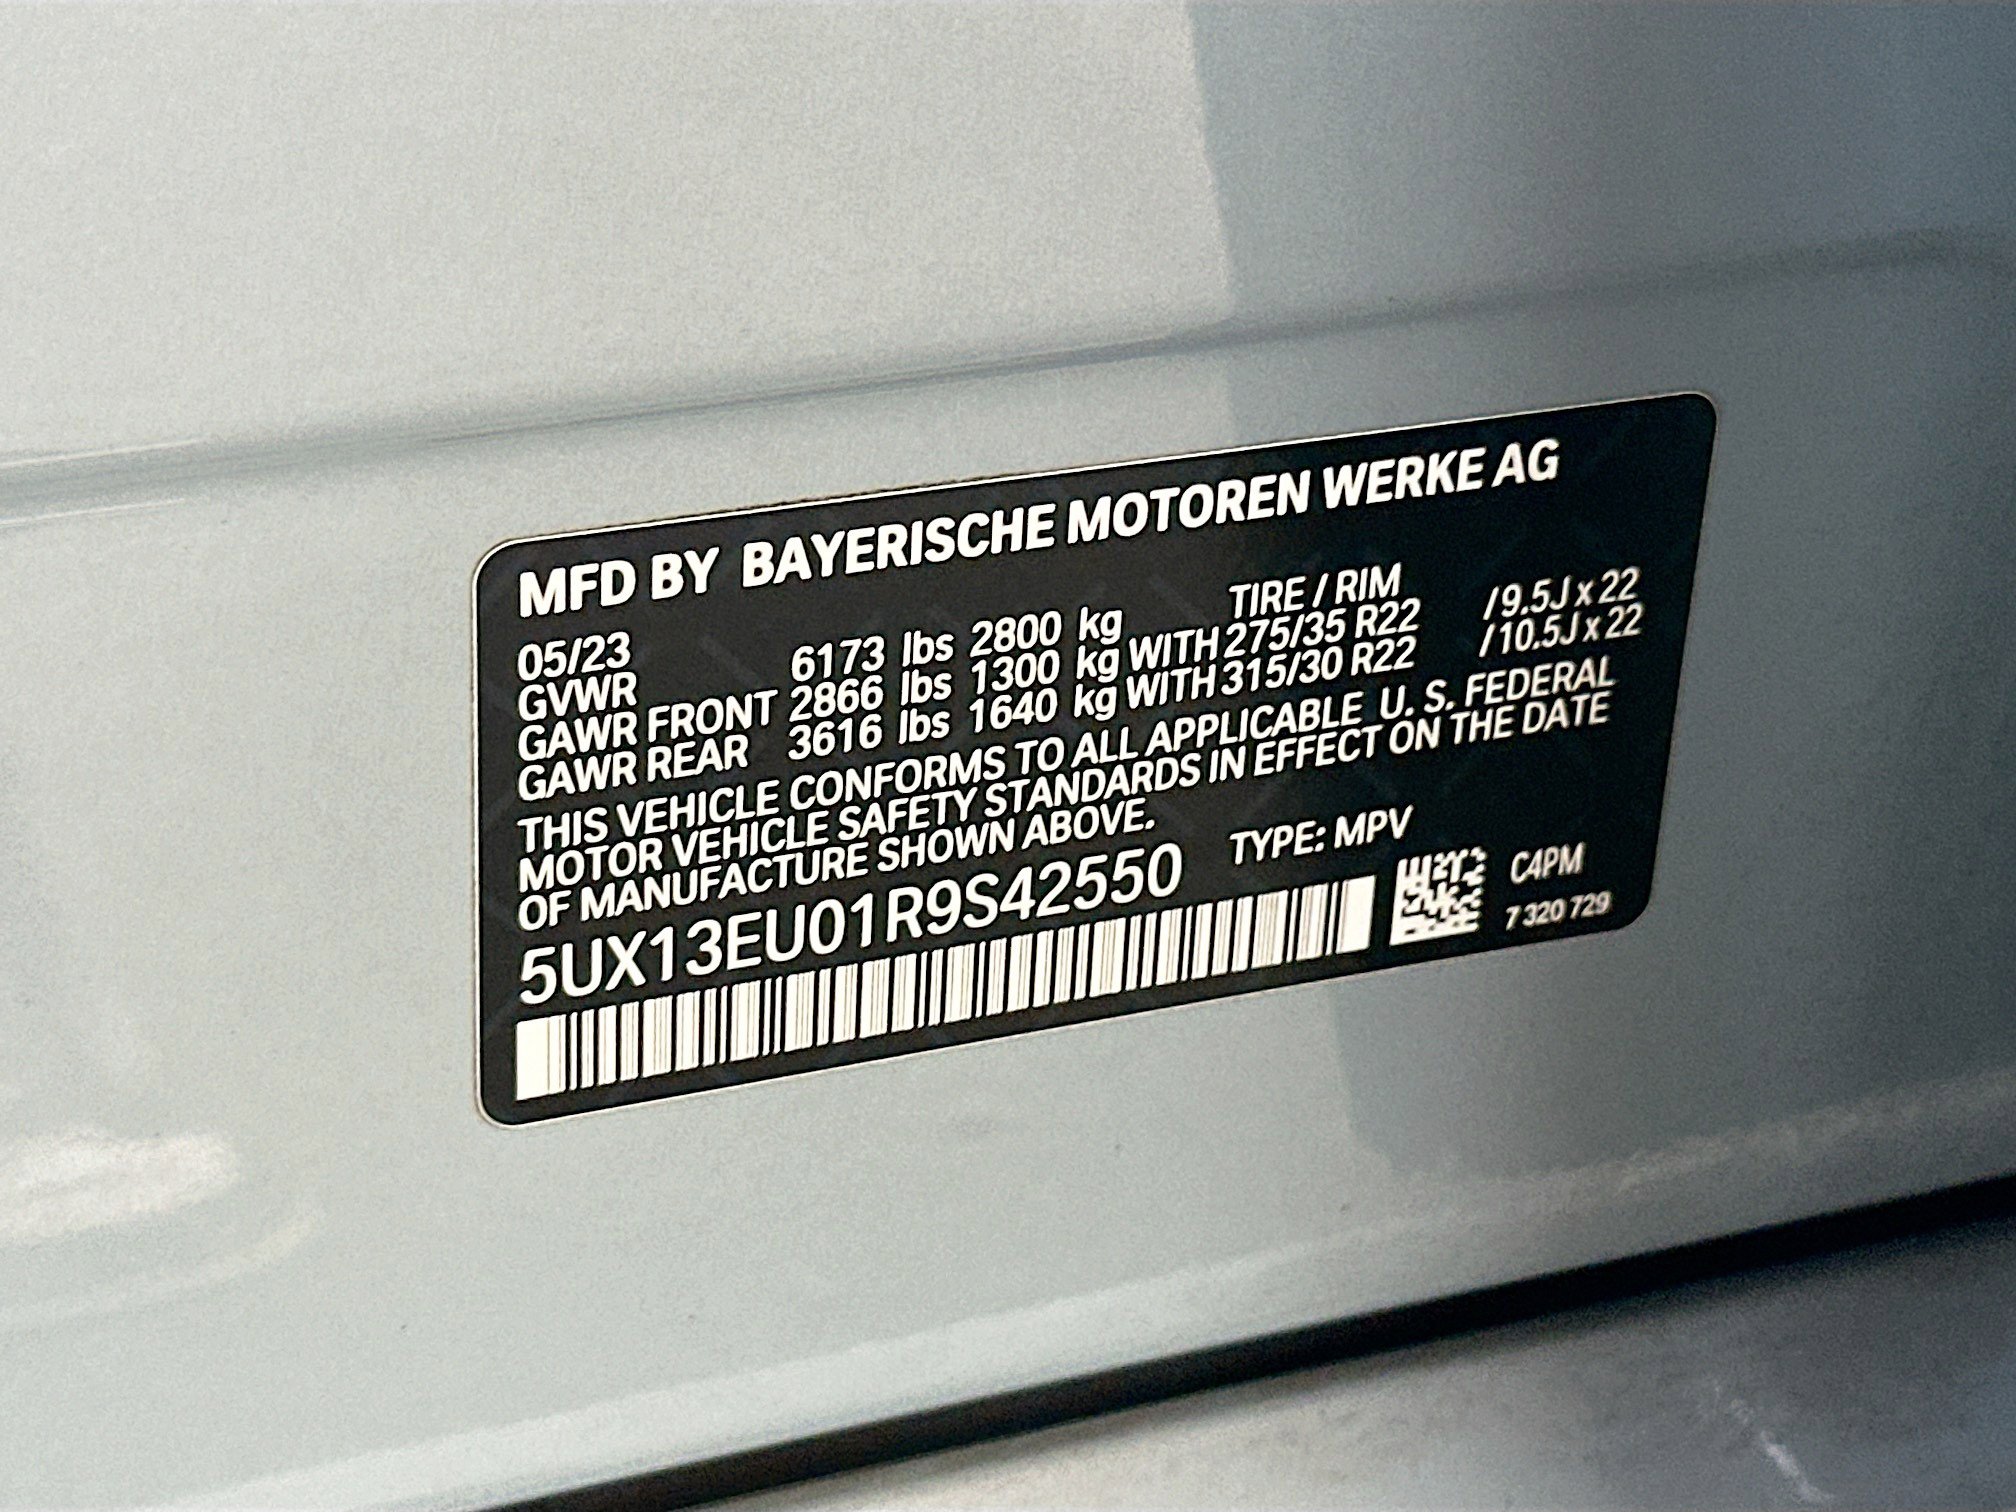 MFD BY BAYERISCHE MOTOREN WERKE AG
05/23 TIRE / RIM
GVWR 6173 lbs 2800 kg
GAWR FRONT 2866 lbs 1300 kg WITH 275/35 R22 /9.5J x 22
GAWR REAR 3616 lbs 1640 kg WITH 315/30 R22 /10.5J x 22
THIS VEHICLE CONFORMS TO ALL APPLICABLE U. S. FEDERAL
MOTOR VEHICLE SAFETY STANDARDS IN EFFECT ON THE DATE
OF MANUFACTURE SHOWN ABOVE.
5UX13EU01R9S42550 TYPE: MPV
C4PM
7 320 729